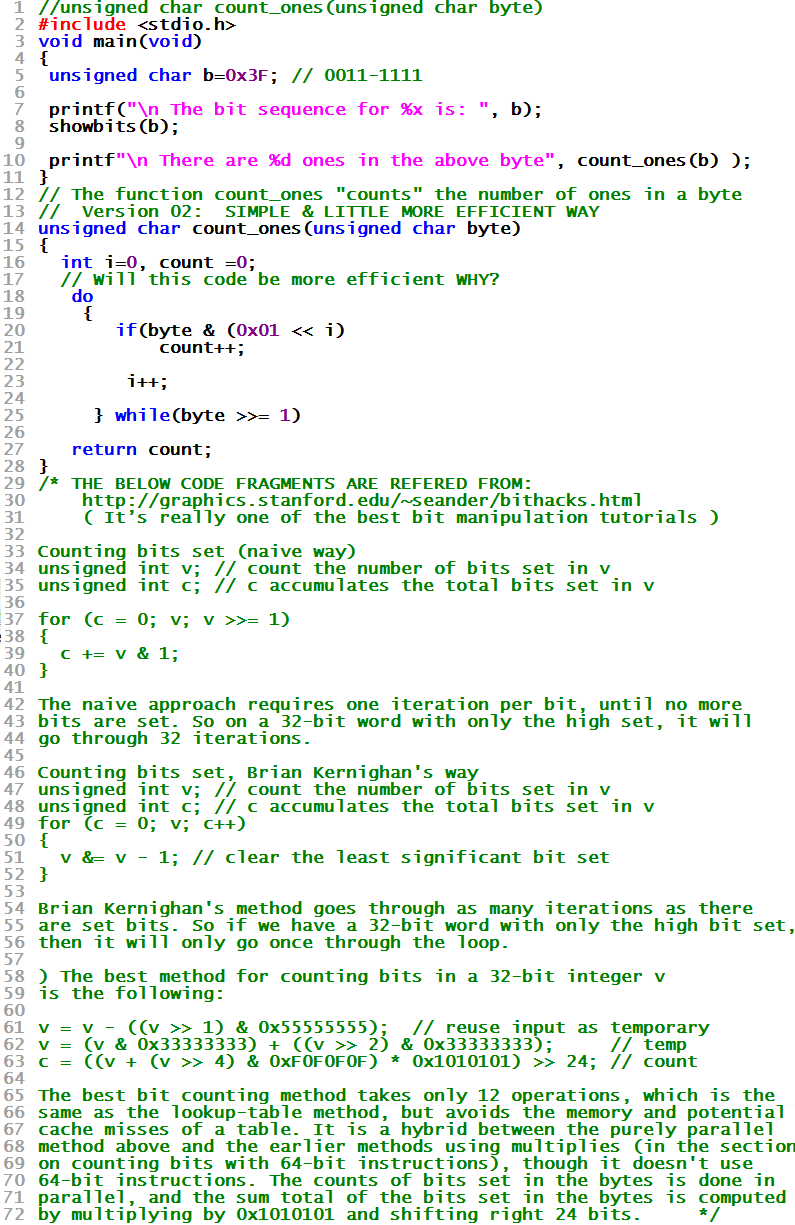 1 //unsigned char count_ones(unsigned char byte)
2 #include <stdio.h>
3 void main(void)
4 {
5  unsigned char b=0x3F; // 0011-1111
6
7  printf("\n The bit sequence for %x is: ", b);
8  showbits(b);
9
10  printf"\n There are %d ones in the above byte", count_ones(b) );
11 }
12 // The function count_ones "counts" the number of ones in a byte
13 //  Version 02:  SIMPLE & LITTLE MORE EFFICIENT WAY
14 unsigned char count_ones(unsigned char byte)
15 {
16   int i=0, count =0;
17   // Will this code be more efficient WHY?
18    do
19     {
20        if(byte & (0x01 << i)
21            count++;
22
23         i++;
24
25      } while(byte >>= 1)
26
27    return count;
28 }
29 /* THE BELOW CODE FRAGMENTS ARE REFERED FROM:
30     http://graphics.stanford.edu/~seander/bithacks.html
31     ( It's really one of the best bit manipulation tutorials )
32
33 Counting bits set (naive way)
34 unsigned int v; // count the number of bits set in v
35 unsigned int c; // c accumulates the total bits set in v
36
37 for (c = 0; v; v >>= 1)
38 {
39   c += v & 1;
40 }
41
42 The naive approach requires one iteration per bit, until no more
43 bits are set. So on a 32-bit word with only the high set, it will
44 go through 32 iterations.
45
46 Counting bits set, Brian Kernighan's way
47 unsigned int v; // count the number of bits set in v
48 unsigned int c; // c accumulates the total bits set in v
49 for (c = 0; v; c++)
50 {
51   v &= v - 1; // clear the least significant bit set
52 }
53
54 Brian Kernighan's method goes through as many iterations as there
55 are set bits. So if we have a 32-bit word with only the high bit set,
56 then it will only go once through the loop.
57
58 ) The best method for counting bits in a 32-bit integer v
59 is the following:
60
61 v = v - ((v >> 1) & 0x55555555);  // reuse input as temporary
62 v = (v & 0x33333333) + ((v >> 2) & 0x33333333);     // temp
63 c = ((v + (v >> 4) & 0xF0F0F0F) * 0x1010101) >> 24; // count
64
65 The best bit counting method takes only 12 operations, which is the
66 same as the lookup-table method, but avoids the memory and potential
67 cache misses of a table. It is a hybrid between the purely parallel
68 method above and the earlier methods using multiplies (in the section
69 on counting bits with 64-bit instructions), though it doesn't use
70 64-bit instructions. The counts of bits set in the bytes is done in
71 parallel, and the sum total of the bits set in the bytes is computed
72 by multiplying by 0x1010101 and shifting right 24 bits.     */